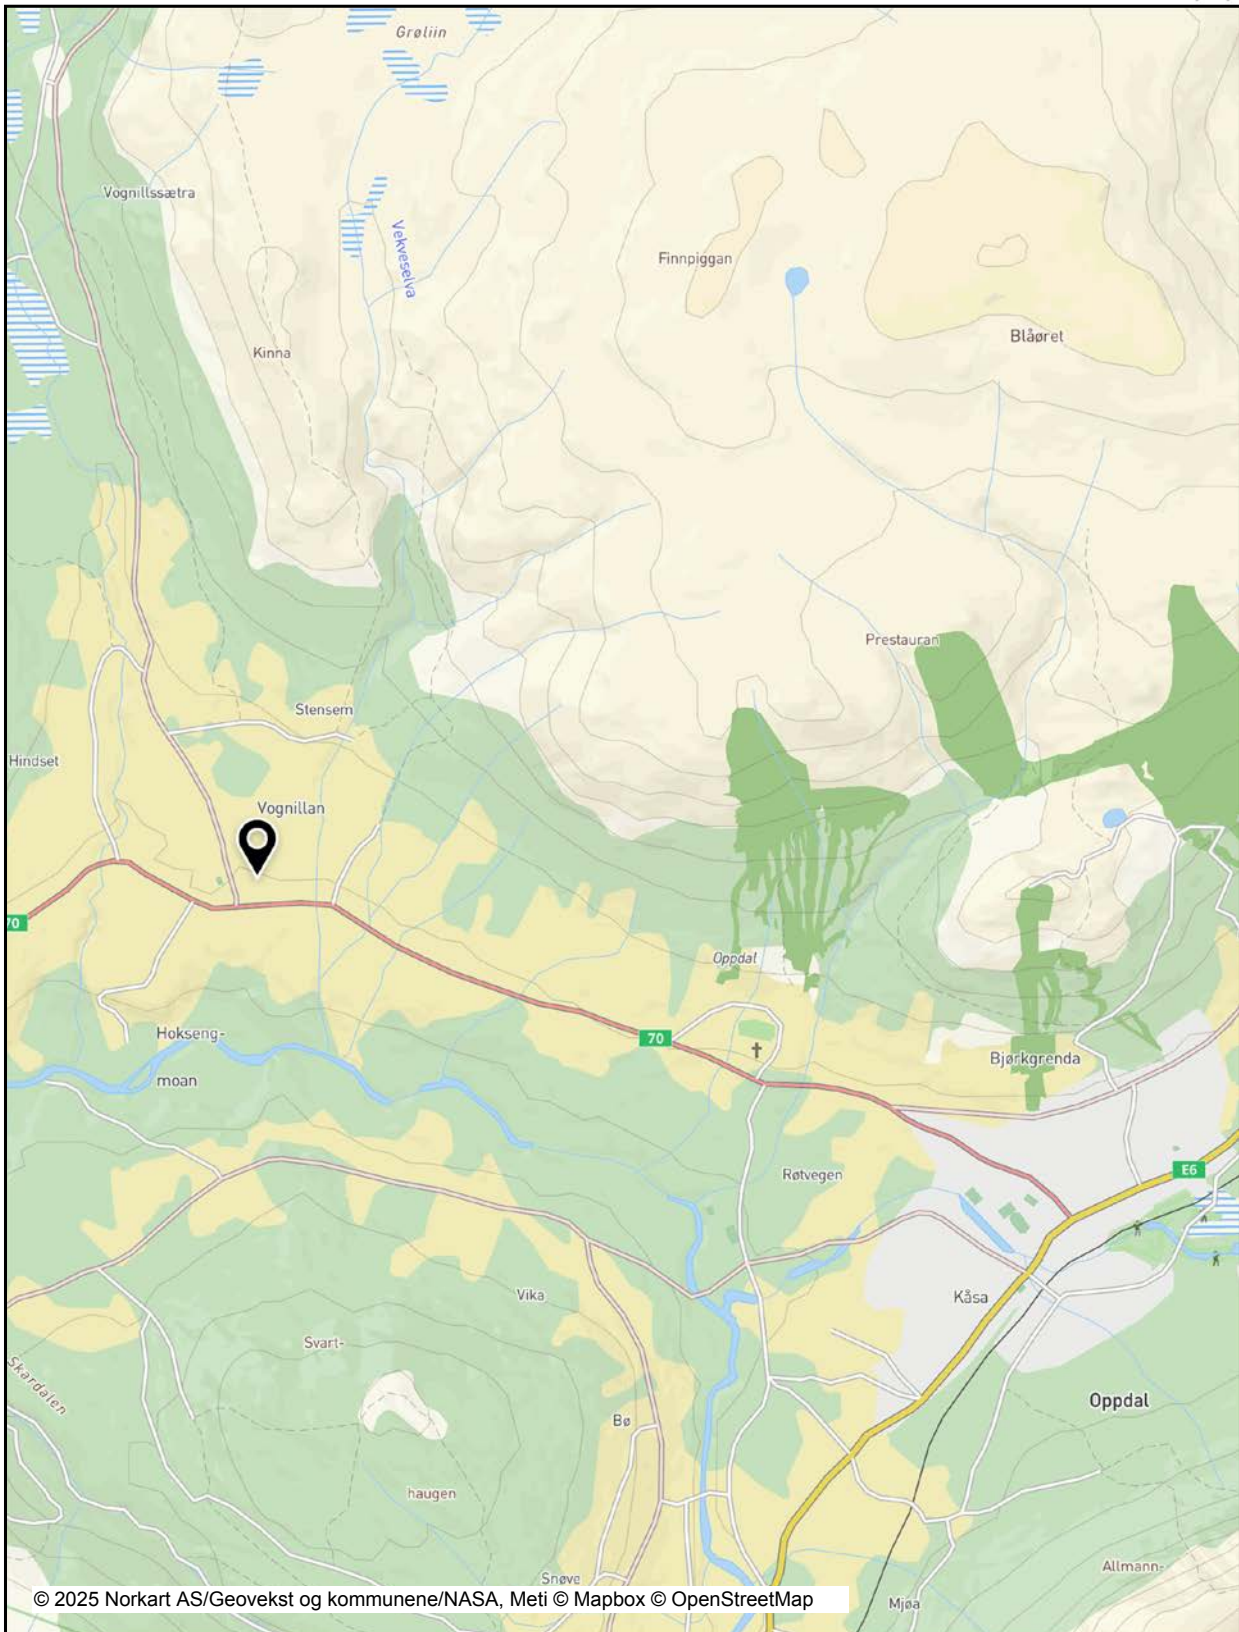 Grøliin
Vognillssætra
Vekveselva
Finnpiggan
Blåøret
Kinna
Prestauran
Stensem
Hindset
Vognillan
70
Oppdal
Hokseng-
70
Bjørkgrenda
moan
Røtvegen
E6
Vika
Kåsa
Svart-
Skardalen
Oppdal
Bø
haugen
Allmann-
Snøve
© 2025 Norkart AS/Geovekst og kommunene/NASA, Meti © Mapbox © OpenStreetMap
Mjøa